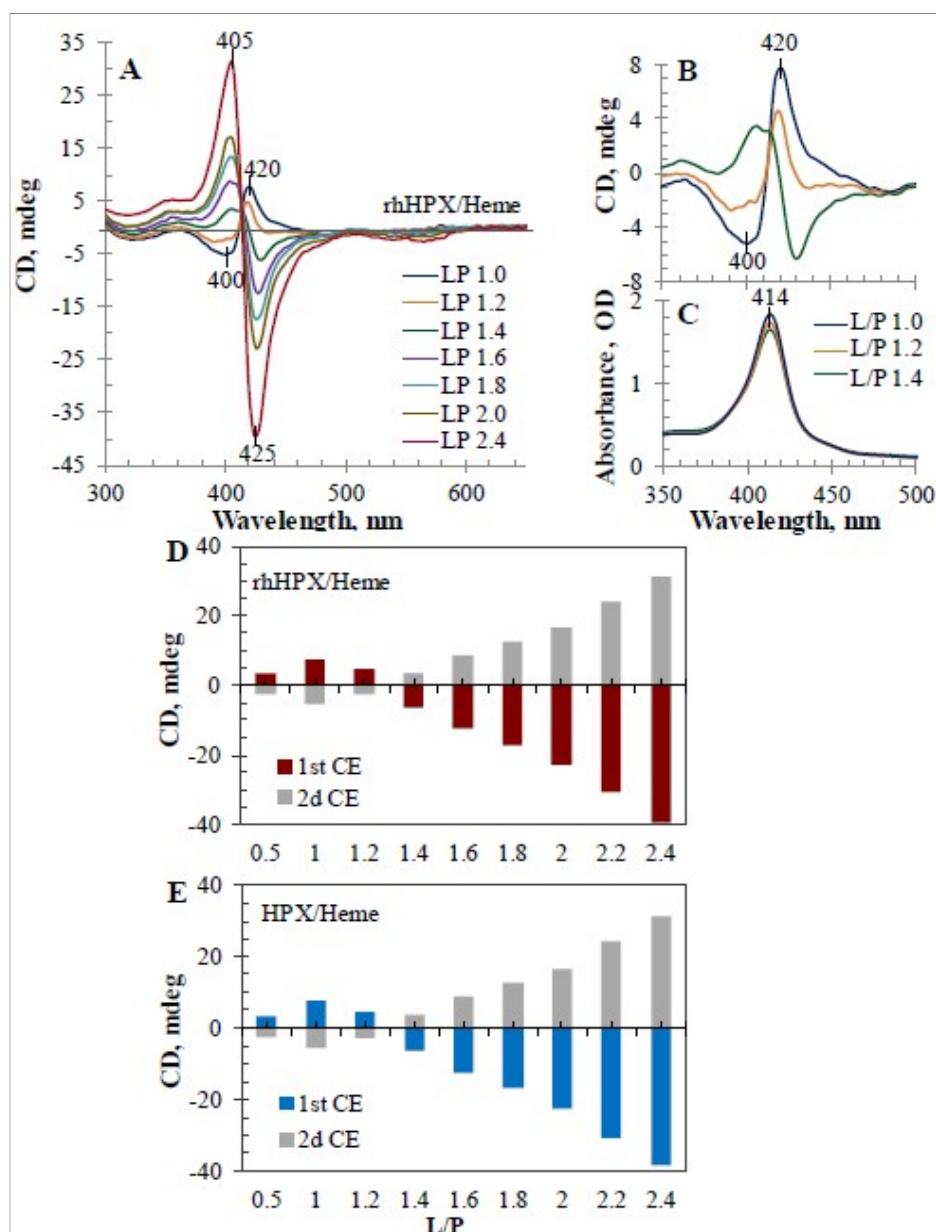 A
405
420
400
425
rhHPX/Heme
LP 1.0
LP 1.2
LP 1.4
LP 1.6
LP 1.8
LP 2.0
LP 2.4
35
25
15
5
-5
-15
-25
-35
-45
CD, mdeg
300 400 500 600
Wavelength, nm
B
420
400
8
4
0
-4
-8
CD, mdeg
C
414
L/P 1.0
L/P 1.2
L/P 1.4
2
1
0
Absorbance, OD
350 400 450 500
Wavelength, nm
D
rhHPX/Heme
40
20
0
-20
-40
CD, mdeg
1st CE
2d CE
0.5 1 1.2 1.4 1.6 1.8 2 2.2 2.4
E
HPX/Heme
40
20
0
-20
-40
CD, mdeg
1st CE
2d CE
0.5 1 1.2 1.4 1.6 1.8 2 2.2 2.4
L/P